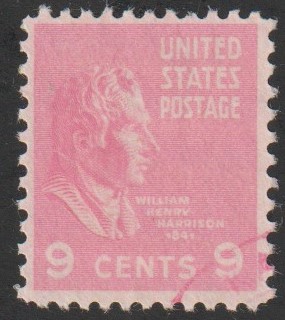 UNITED
STATES
POSTAGE
WILLIAM
HENRY
HARRISON
1841
9 CENTS 9